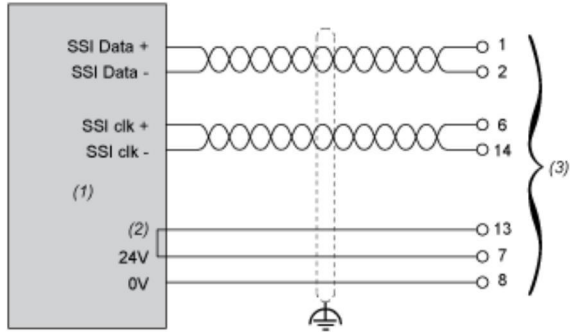 SSI Data + 1
SSI Data - 2
SSI clk + 6
SSI clk - 14
(3)
(1)
(2) 13
24V 7
0V 8